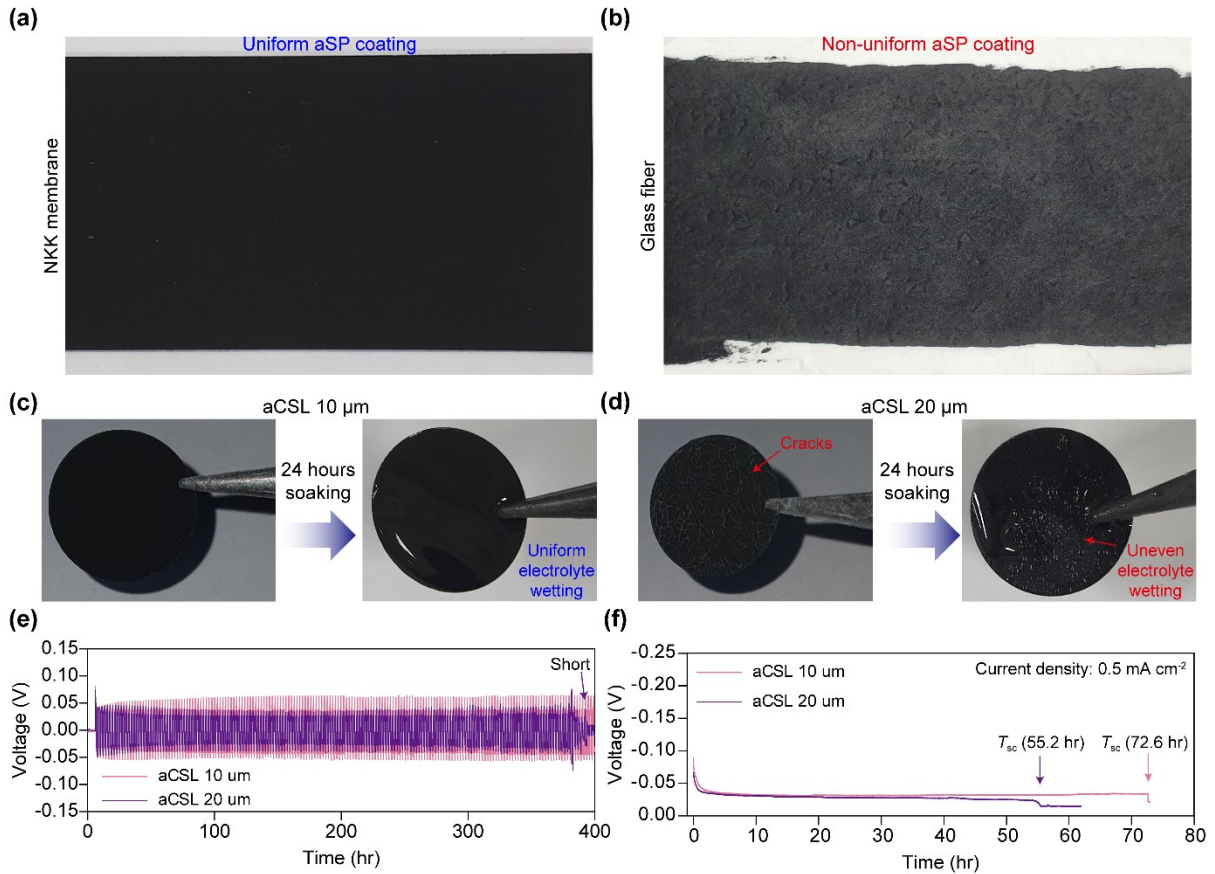 (a)
Uniform aSP coating
NKK membrane
(b)
Non-uniform aSP coating
Glass fiber
(c)
aCSL 10 μm
24 hours
soaking
Uniform
electrolyte
wetting
(d)
aCSL 20 μm
Cracks
24 hours
soaking
Uneven
electrolyte
wetting
(e)
0.15
0.10
0.05
0.00
-0.05
-0.10
-0.15
Voltage (V)
Short
aCSL 10 um
aCSL 20 um
0
100
200
300
400
Time (hr)
(f)
-0.25
-0.20
-0.15
-0.10
-0.05
0.00
Voltage (V)
aCSL 10 um
aCSL 20 um
Current density: 0.5 mA cm⁻²
Tsc (55.2 hr)
Tsc (72.6 hr)
0
10
20
30
40
50
60
70
80
Time (hr)